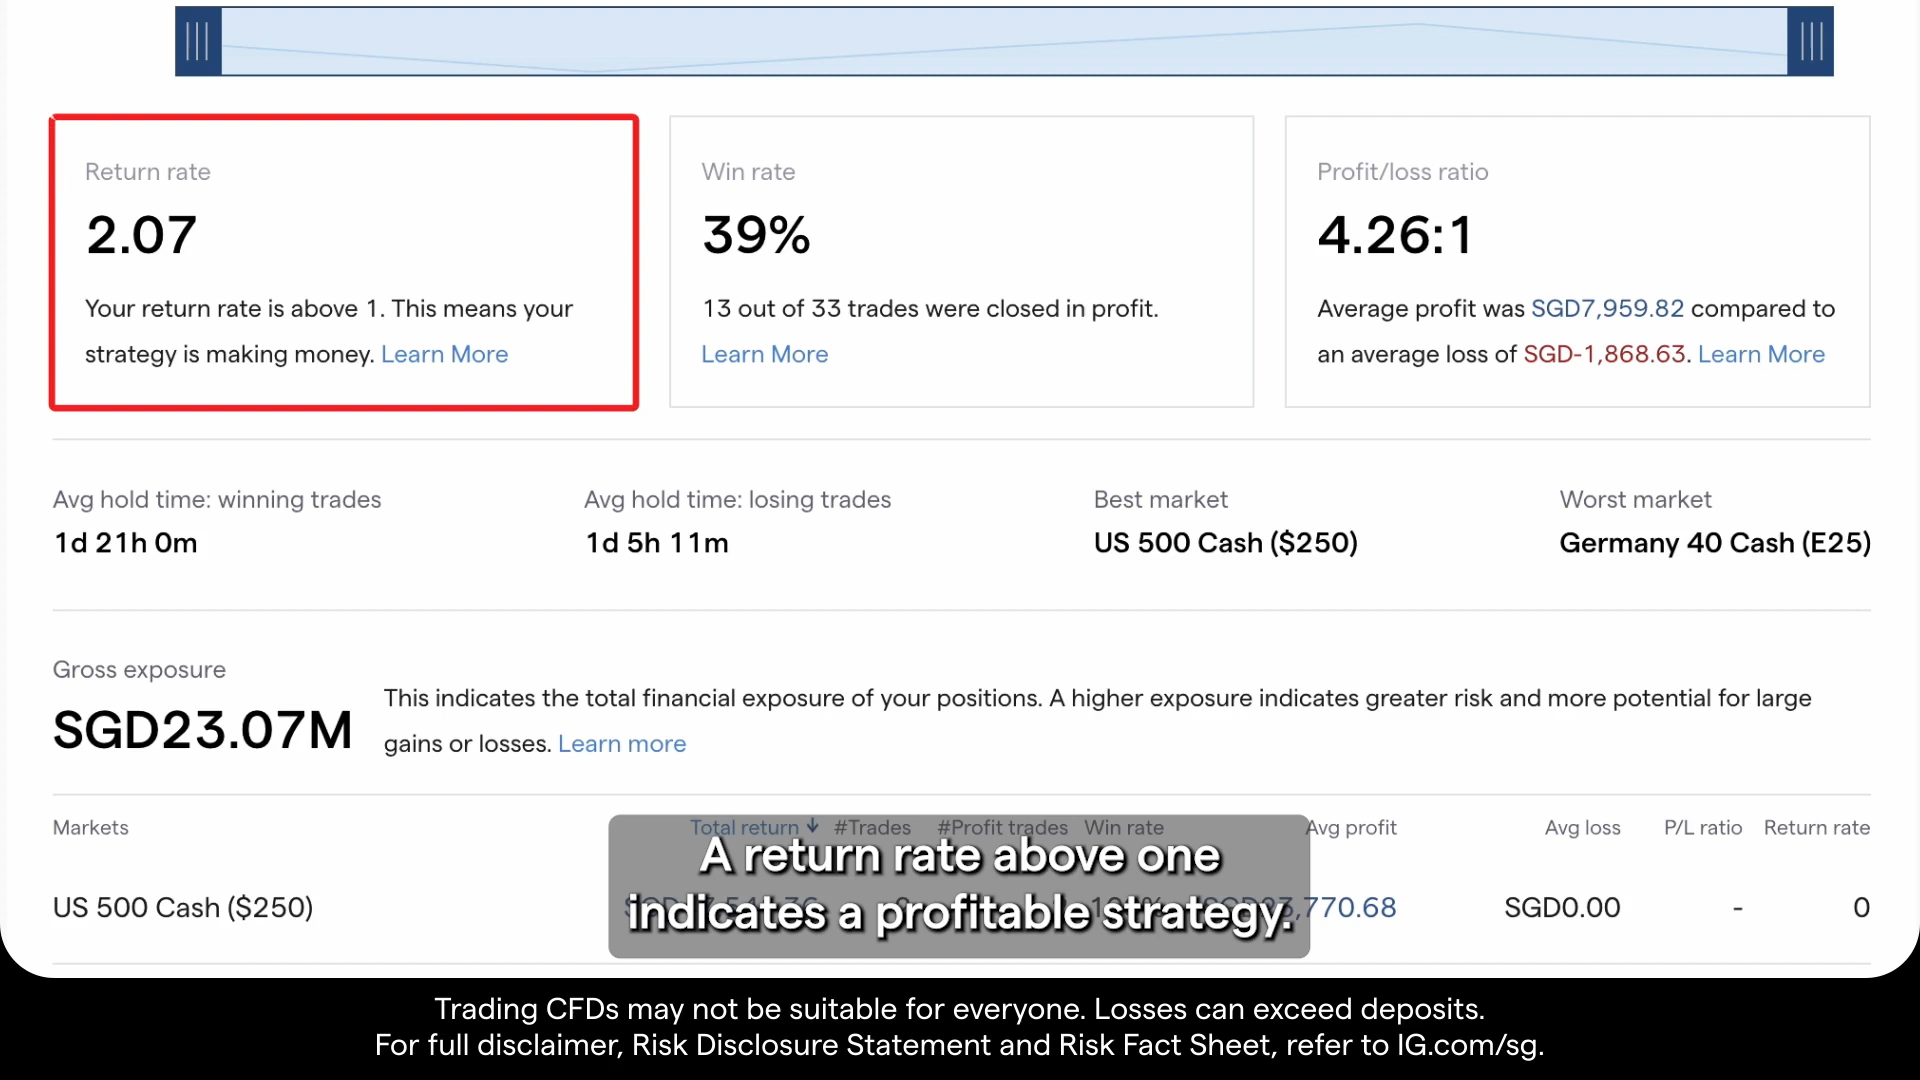 Return rate
2.07
Your return rate is above 1. This means your
strategy is making money. Learn More
Win rate
39%
13 out of 33 trades were closed in profit.
Learn More
Profit/loss ratio
4.26:1
Average profit was SGD7,959.82 compared to
an average loss of SGD-1,868.63. Learn More
Avg hold time: winning trades
1d 21h 0m
Avg hold time: losing trades
1d 5h 11m
Best market
US 500 Cash ($250)
Worst market
Germany 40 Cash (E25)
Gross exposure
SGD23.07M
This indicates the total financial exposure of your positions. A higher exposure indicates greater risk and more potential for large
gains or losses. Learn more
Markets Total return #Trades #Profit trades Win rate Avg profit Avg loss P/L ratio Return rate
US 500 Cash ($250) ,770.68 SGD0.00 - 0
A return rate above one
indicates a profitable strategy.
Trading CFDs may not be suitable for everyone. Losses can exceed deposits.
For full disclaimer, Risk Disclosure Statement and Risk Fact Sheet, refer to IG.com/sg.